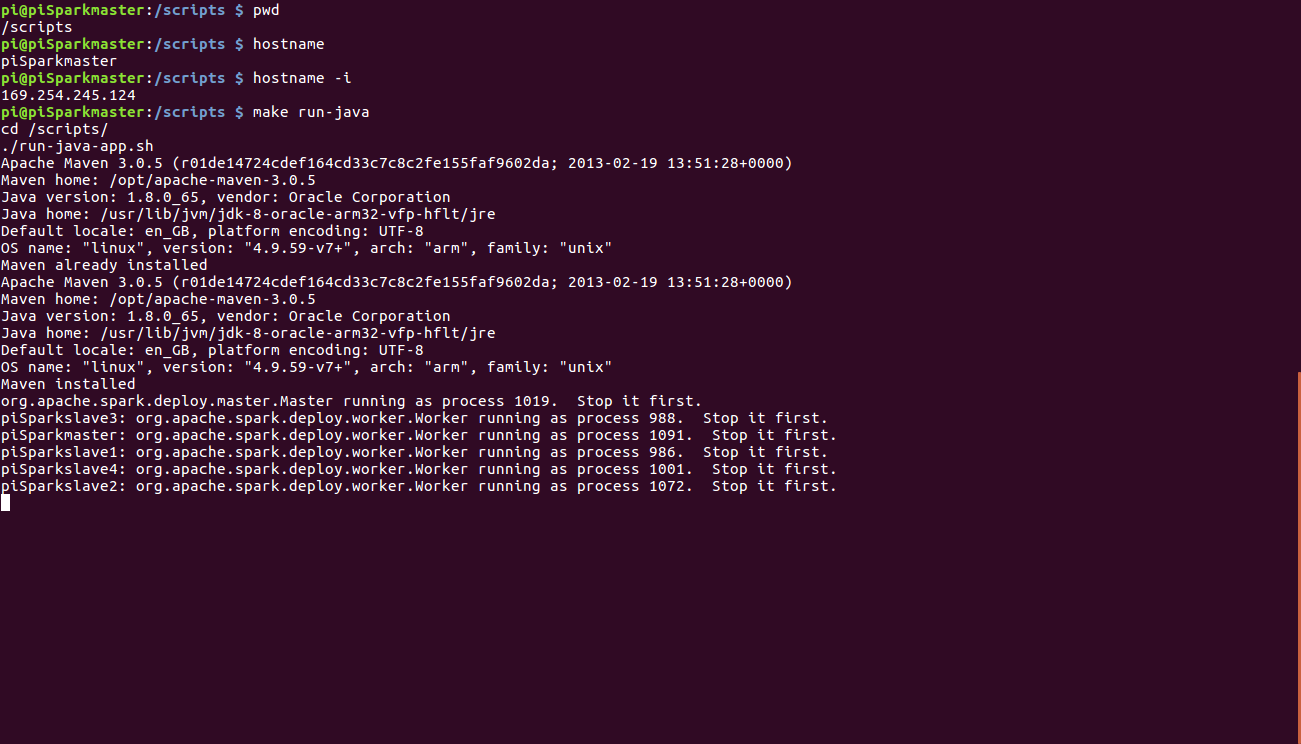 pi@piSparkmaster:/scripts $ pwd
/scripts
pi@piSparkmaster:/scripts $ hostname
piSparkmaster
pi@piSparkmaster:/scripts $ hostname -i
169.254.245.124
pi@piSparkmaster:/scripts $ make run-java
cd /scripts/
./run-java-app.sh
Apache Maven 3.0.5 (r01de14724cdef164cd33c7c8c2fe155faf9602da; 2013-02-19 13:51:28+0000)
Maven home: /opt/apache-maven-3.0.5
Java version: 1.8.0_65, vendor: Oracle Corporation
Java home: /usr/lib/jvm/jdk-8-oracle-arm32-vfp-hflt/jre
Default locale: en_GB, platform encoding: UTF-8
OS name: "linux", version: "4.9.59-v7+", arch: "arm", family: "unix"
Maven already installed
Apache Maven 3.0.5 (r01de14724cdef164cd33c7c8c2fe155faf9602da; 2013-02-19 13:51:28+0000)
Maven home: /opt/apache-maven-3.0.5
Java version: 1.8.0_65, vendor: Oracle Corporation
Java home: /usr/lib/jvm/jdk-8-oracle-arm32-vfp-hflt/jre
Default locale: en_GB, platform encoding: UTF-8
OS name: "linux", version: "4.9.59-v7+", arch: "arm", family: "unix"
Maven installed
org.apache.spark.deploy.master.Master running as process 1019.  Stop it first.
piSparkslave3: org.apache.spark.deploy.worker.Worker running as process 988.  Stop it first.
piSparkmaster: org.apache.spark.deploy.worker.Worker running as process 1091.  Stop it first.
piSparkslave1: org.apache.spark.deploy.worker.Worker running as process 986.  Stop it first.
piSparkslave4: org.apache.spark.deploy.worker.Worker running as process 1001.  Stop it first.
piSparkslave2: org.apache.spark.deploy.worker.Worker running as process 1072.  Stop it first.